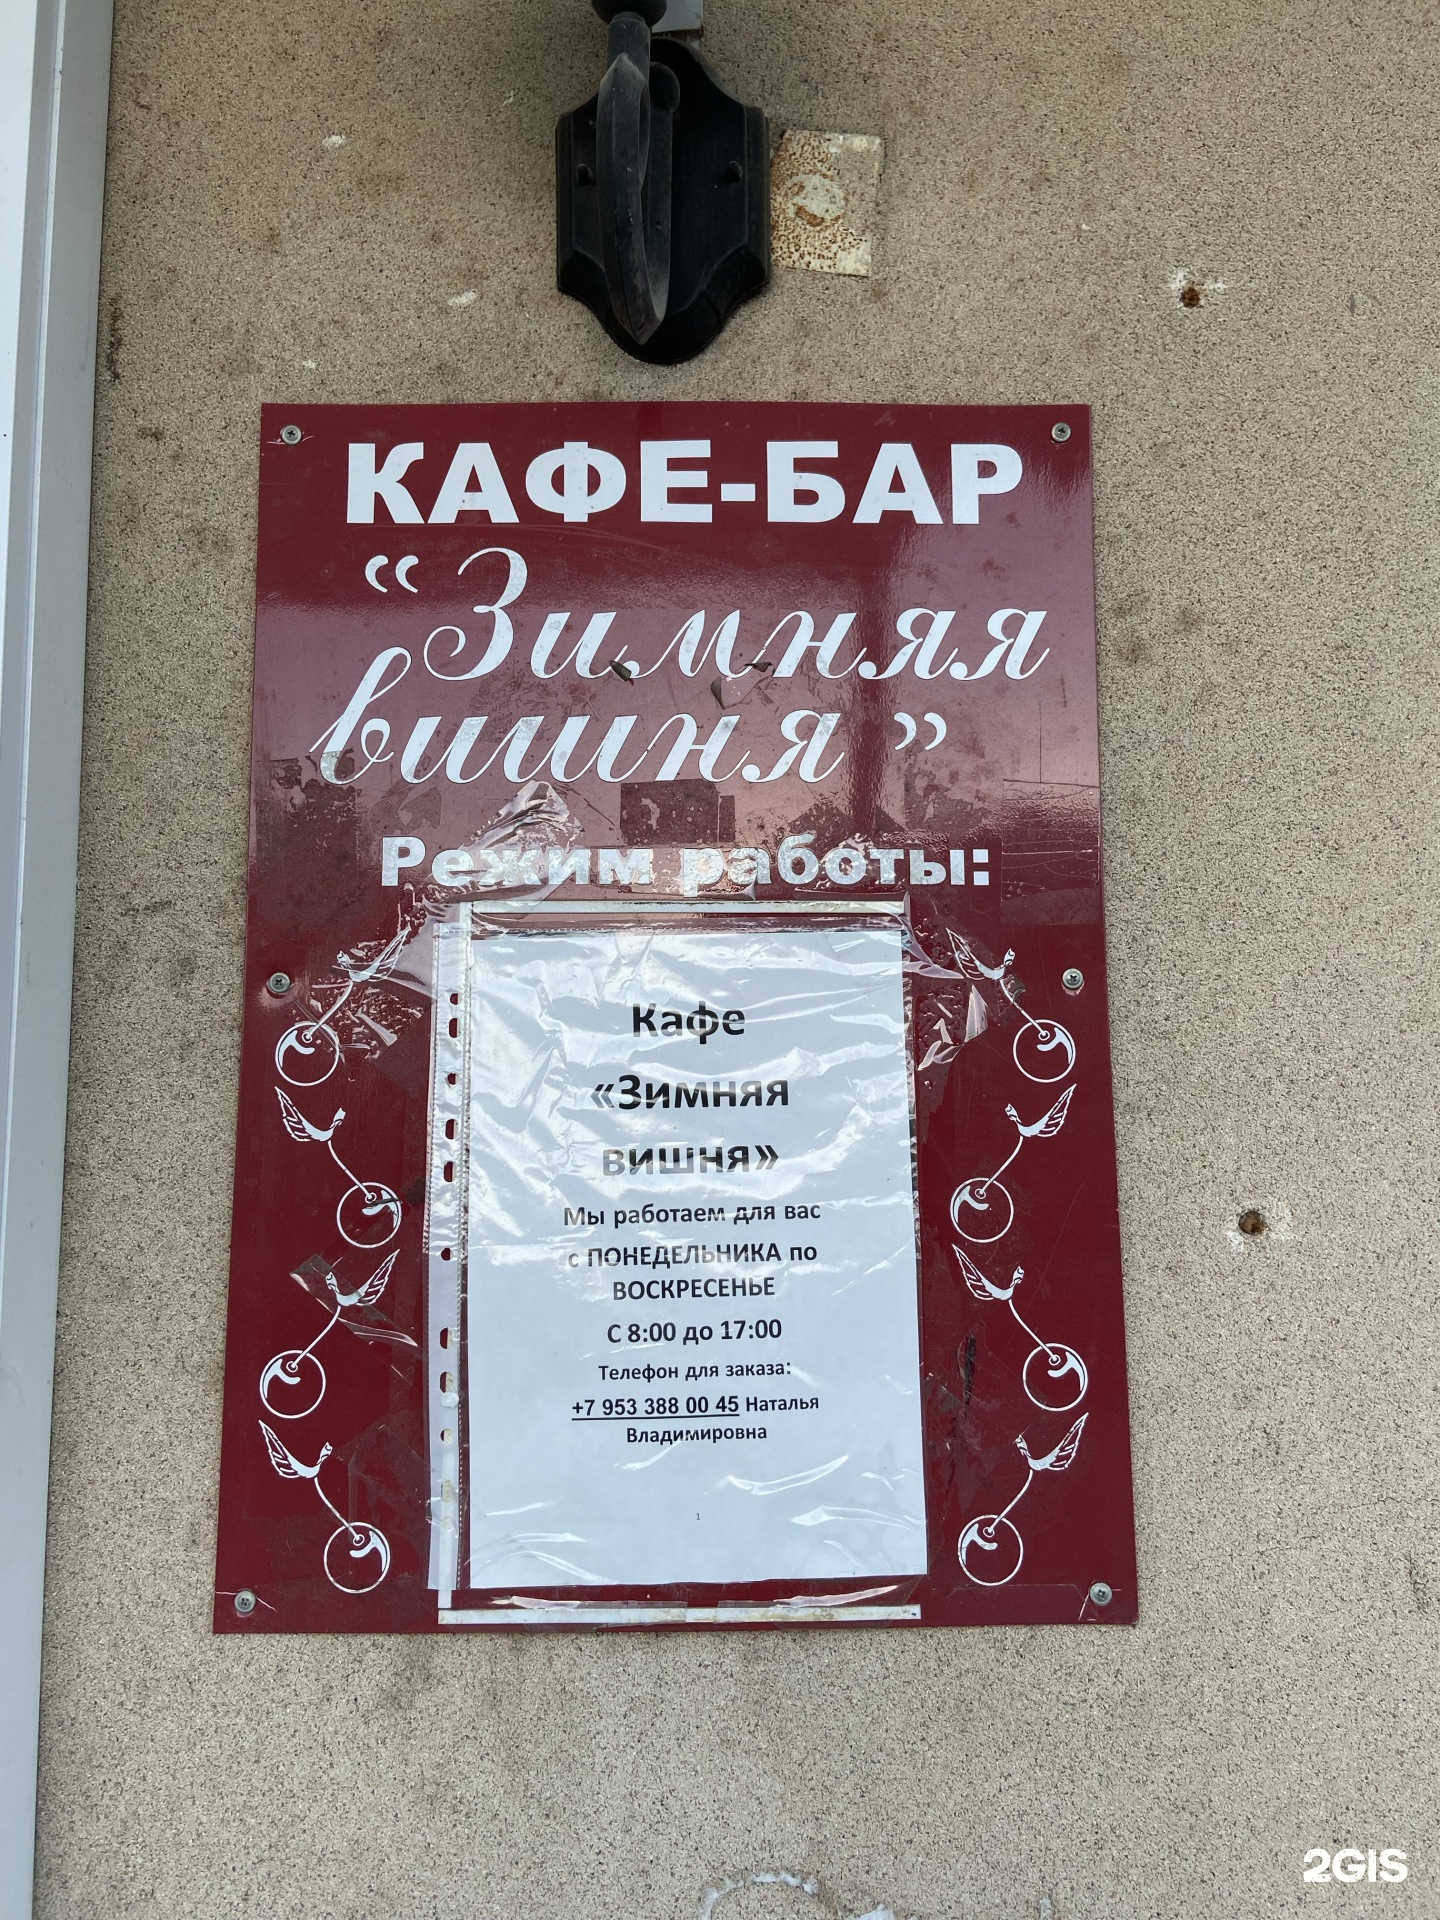 КАФЕ-БАР
“Зимняя
вишня”
Режим работы:
Кафе
«Зимняя
вишня»
Мы работаем для вас
с ПОНЕДЕЛЬНИКА по
ВОСКРЕСЕНЬЕ
С 8:00 до 17:00
Телефон для заказа:
+7 953 388 00 45 Наталья
Владимировна
1
2GIS